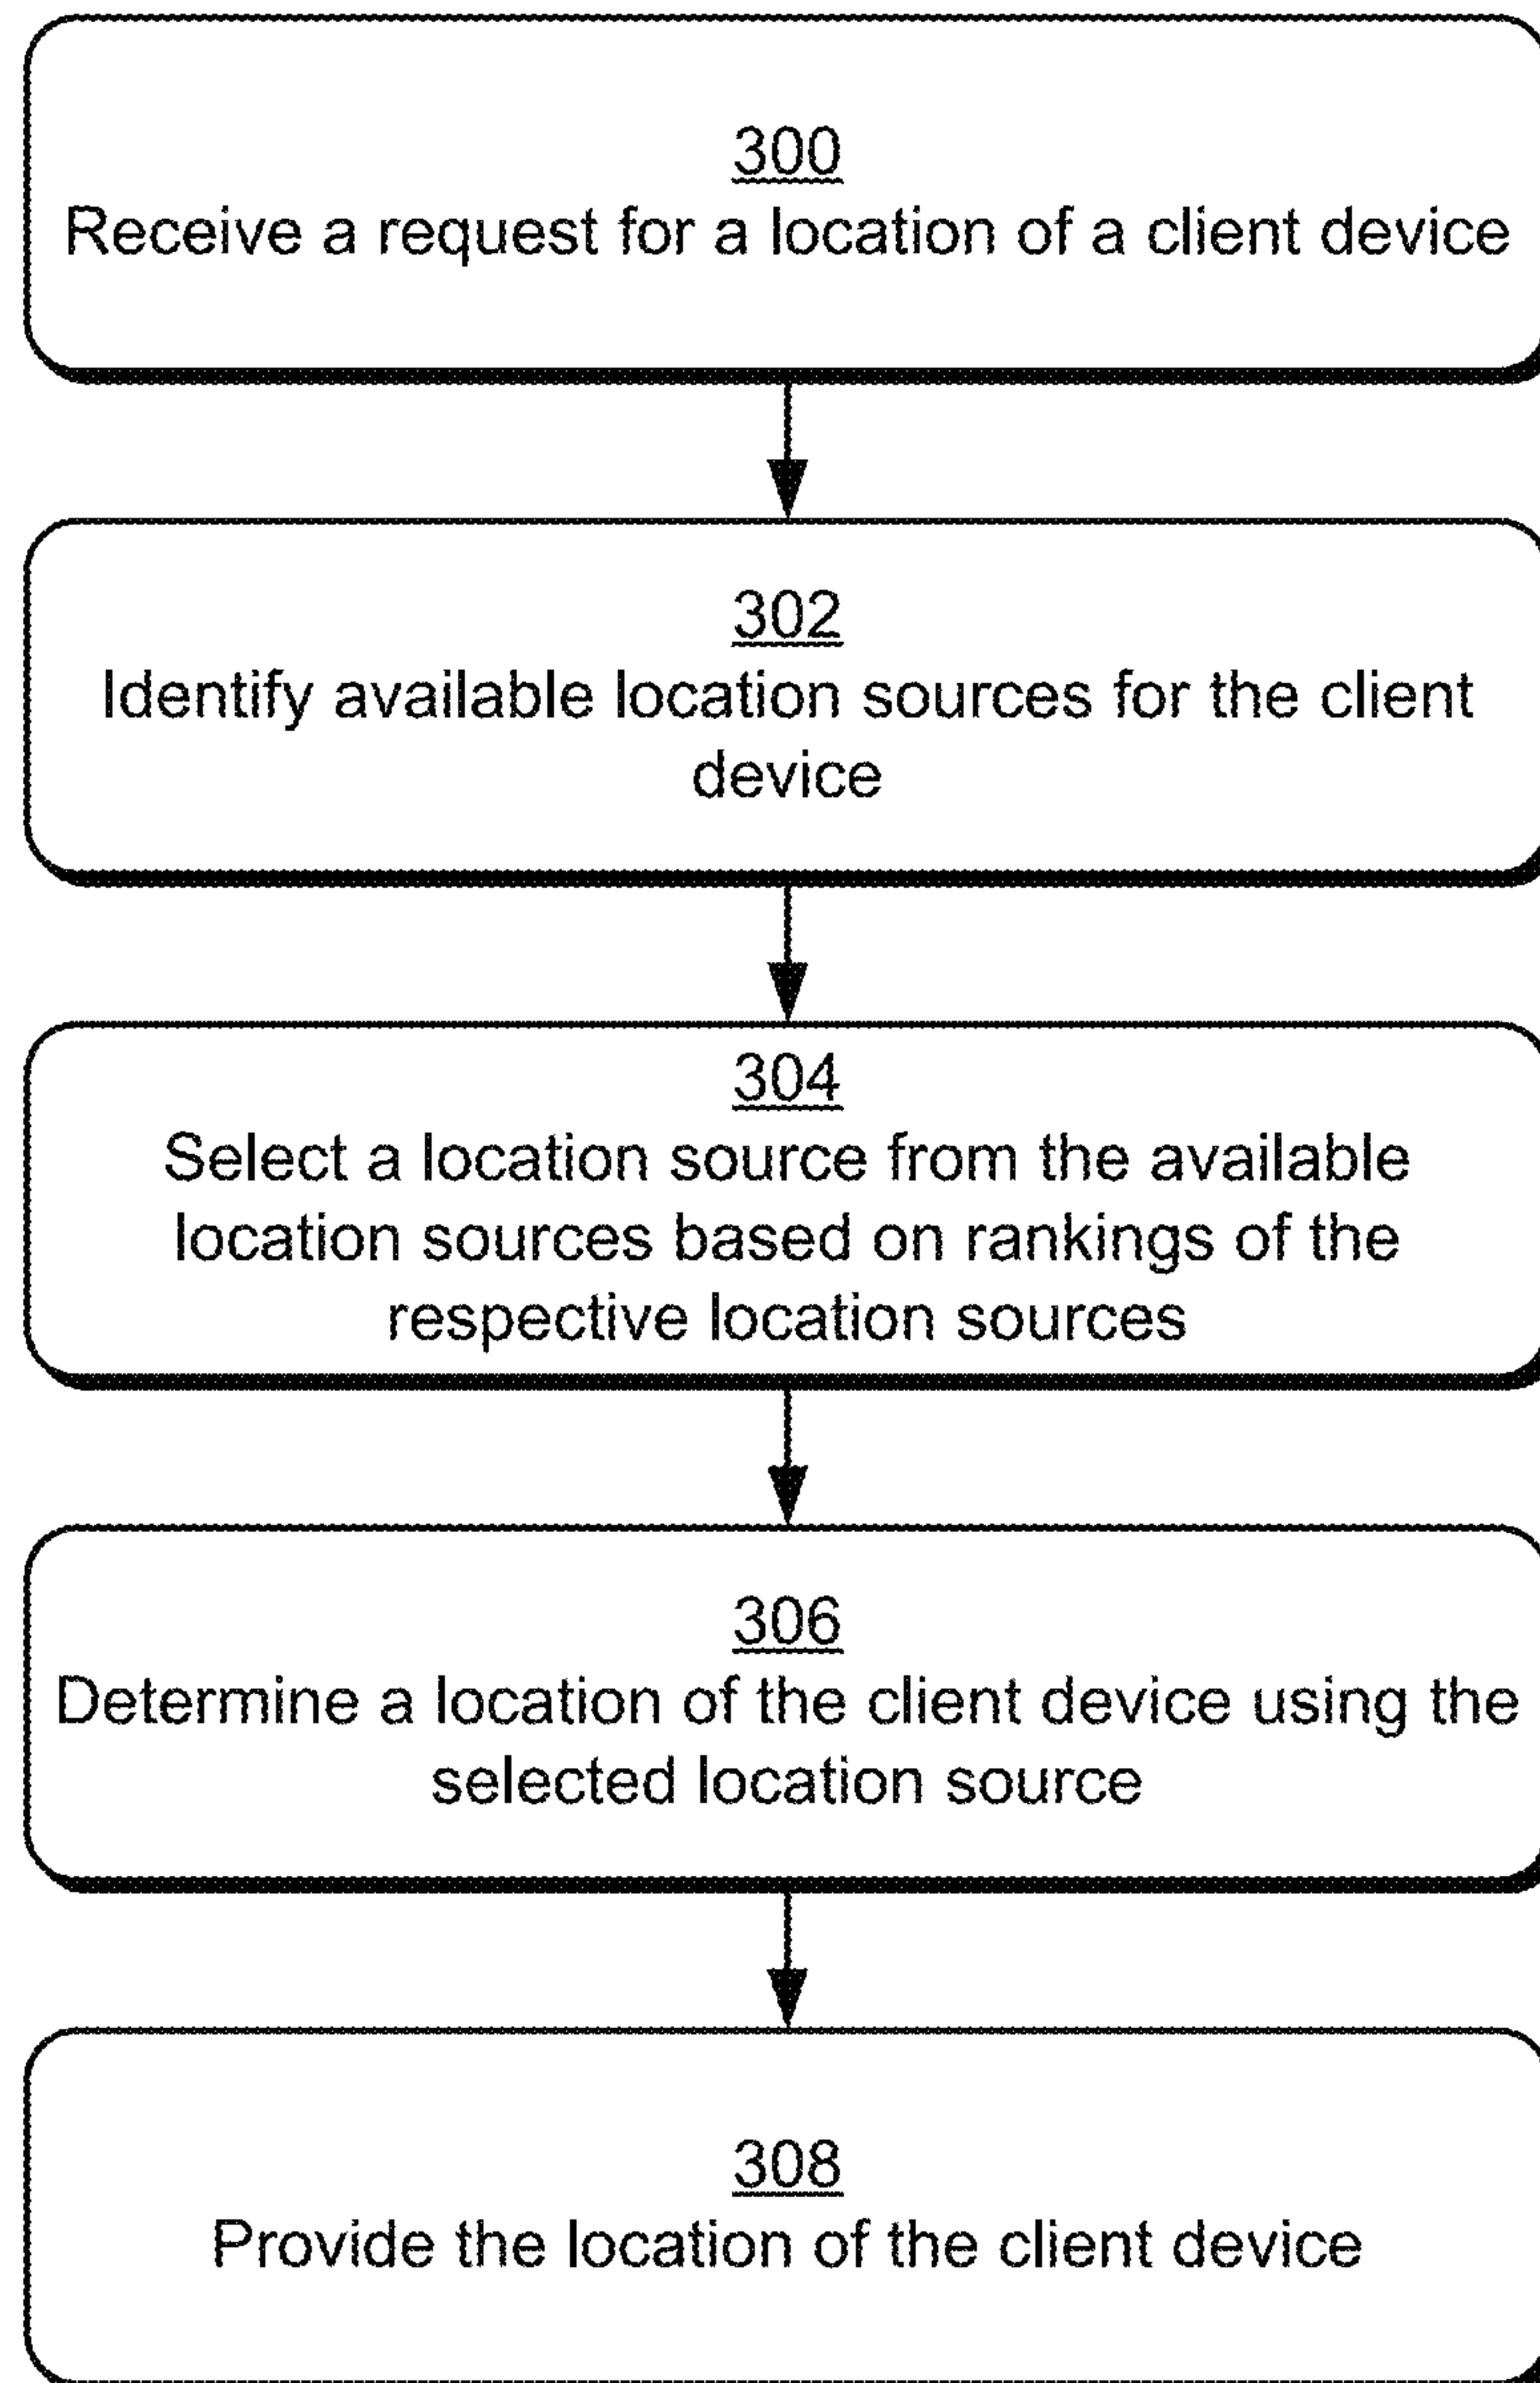 300
Receive a request for a location of a client device
302
Identify available location sources for the client
device
304
Select a location source from the available
location sources based on rankings of the
respective location sources
306
Determine a location of the client device using the
selected location source
308
Provide the location of the client device